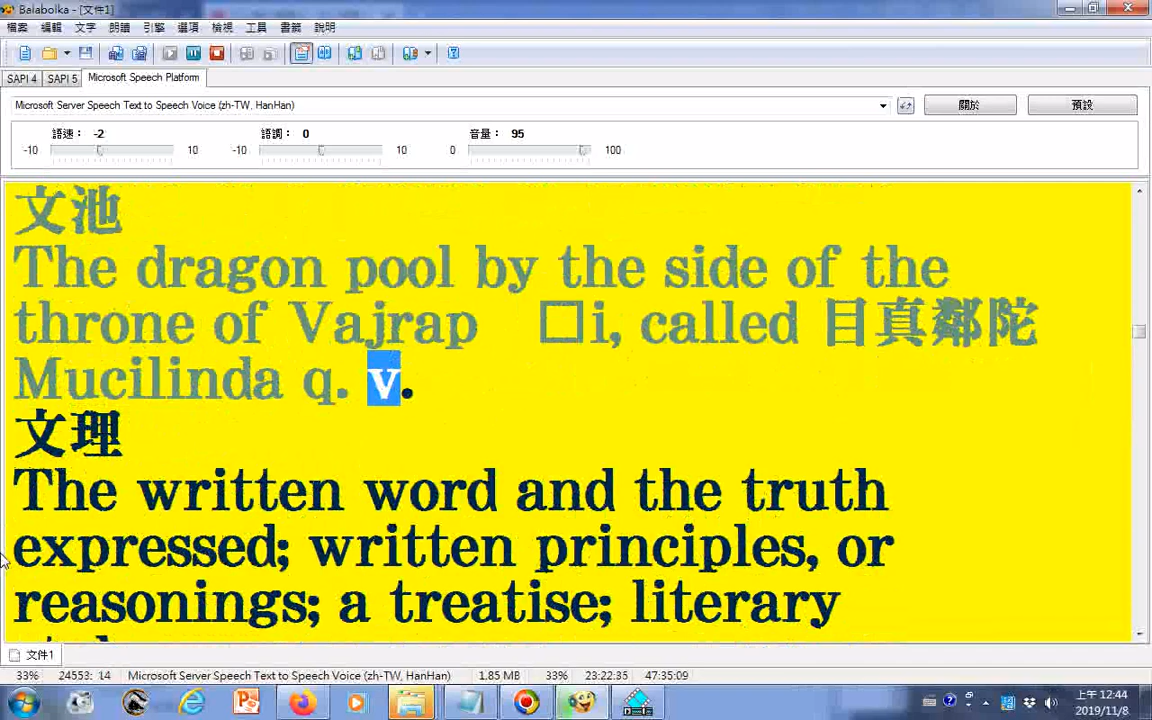 Balabolka - [文件1]
檔案 編輯 文字 朗讀 引擎 選項 檢視 工具 書籤 說明
SAPI 4 SAPI 5 Microsoft Speech Platform
Microsoft Server Speech Text to Speech Voice (zh-TW, HanHan) 關於 預設
語速： -2 語調： 0 音量： 95
-10 10 -10 10 0 100
文池
The dragon pool by the side of the
throne of Vajrap □i, called 目真鄰陀
Mucilinda q. v.
文理
The written word and the truth
expressed; written principles, or
reasonings; a treatise; literary
文件1
33% 24553: 14 Microsoft Server Speech Text to Speech Voice (zh-TW, HanHan) 1.85 MB 33% 23:22:35 47:35:09
上午 12:44
2019/11/8